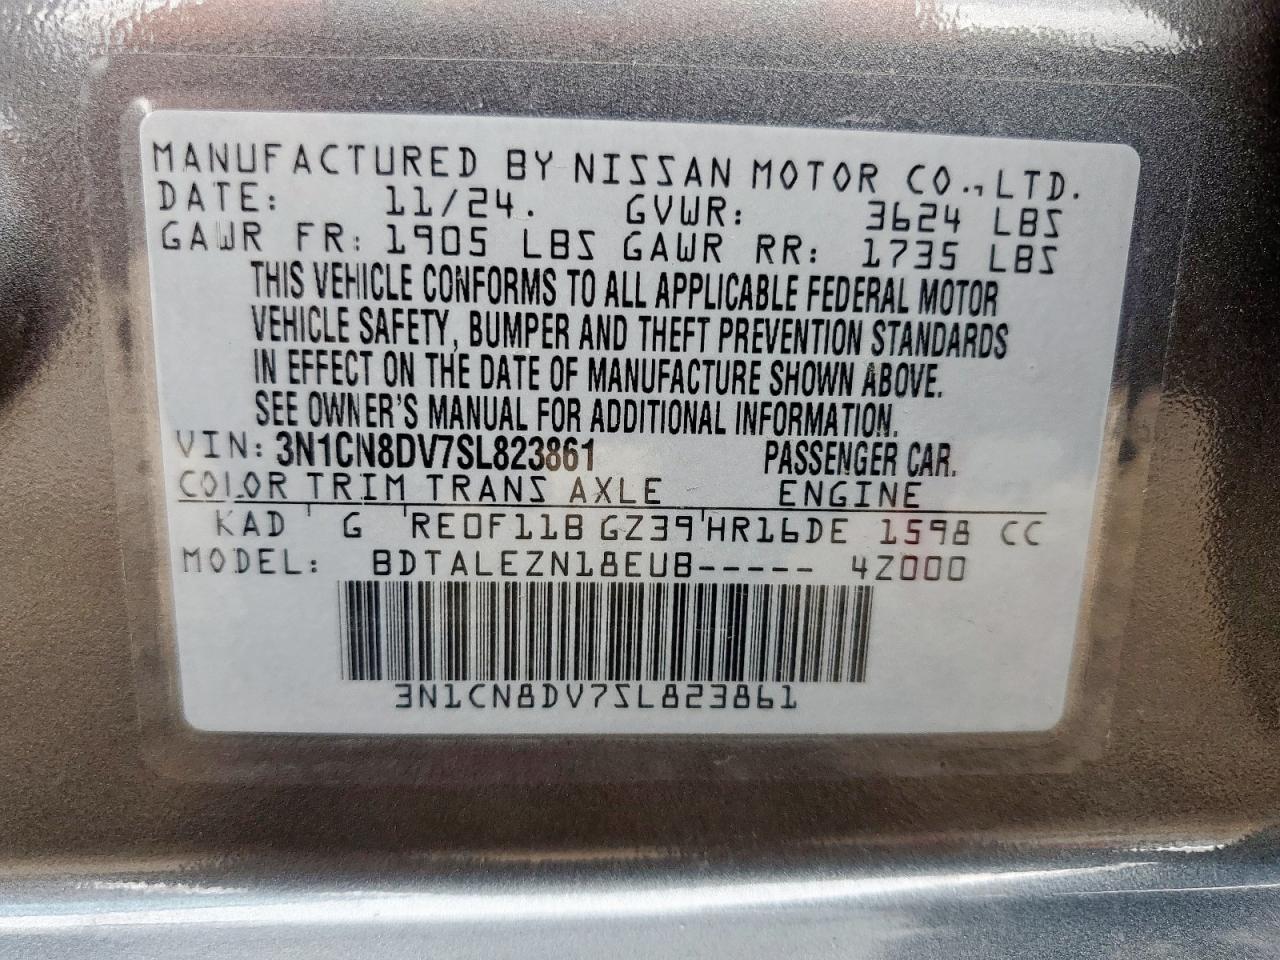 MANUFACTURED BY NISSAN MOTOR CO.,LTD.
DATE: 11/24. GVWR: 3624 LBS
GAWR FR: 1905 LBS GAWR RR: 1735 LBS
THIS VEHICLE CONFORMS TO ALL APPLICABLE FEDERAL MOTOR
VEHICLE SAFETY, BUMPER AND THEFT PREVENTION STANDARDS
IN EFFECT ON THE DATE OF MANUFACTURE SHOWN ABOVE.
SEE OWNER'S MANUAL FOR ADDITIONAL INFORMATION.
VIN: 3N1CN8DV7SL823861 PASSENGER CAR.
COLOR TRIM TRANS AXLE ENGINE
KAD G RE0F11B GZ39 HR16DE 1598 CC
MODEL: BDTALEZN18EUB----- 4Z000
3N1CN8DV7SL823861